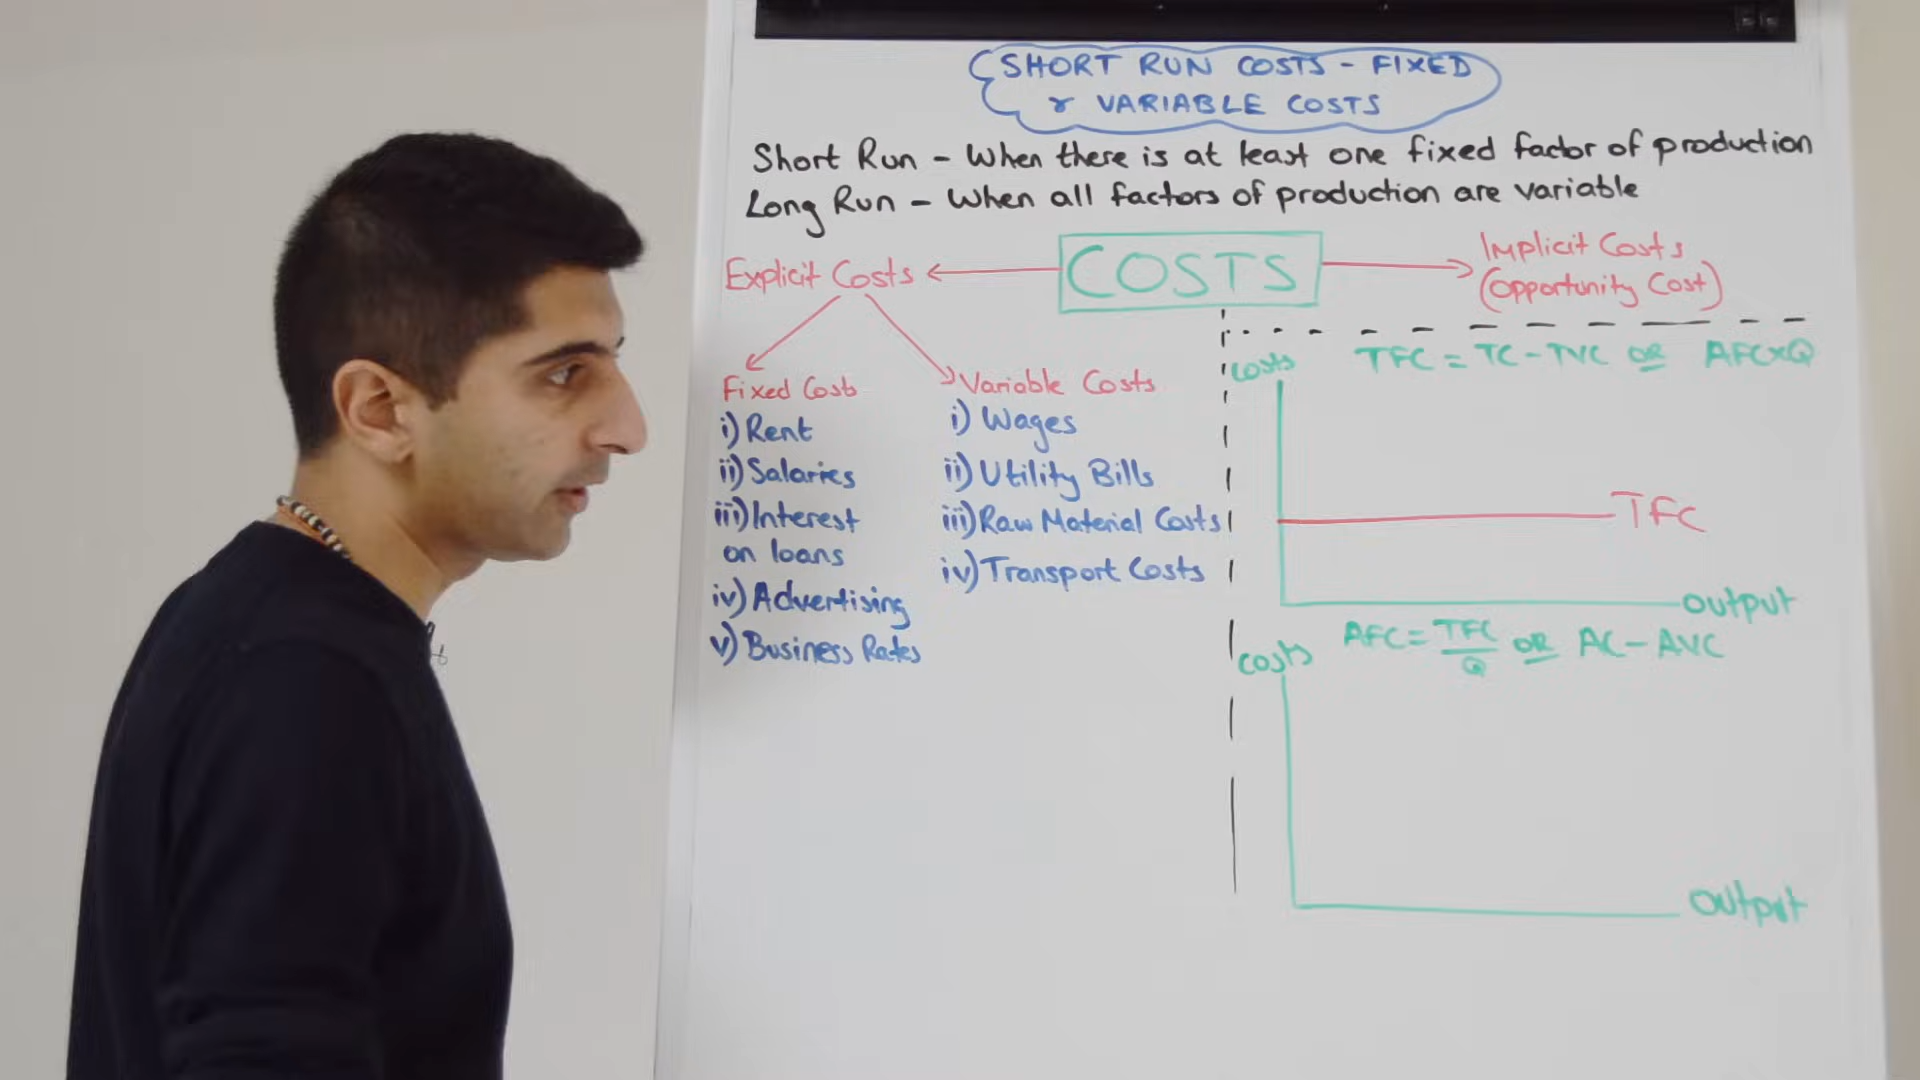 SHORT RUN COSTS - FIXED
& VARIABLE COSTS
Short Run - When there is at least one fixed factor of production
Long Run - When all factors of production are variable
COSTS
Explicit Costs
Implicit Costs
(Opportunity Cost)
Fixed Costs
i) Rent
ii) Salaries
iii) Interest
on loans
iv) Advertising
v) Business Rates
Variable Costs
i) Wages
ii) Utility Bills
iii) Raw Material Costs
iv) Transport Costs
TFC = TC - TVC OR AFC×Q
Costs
TFC
Output
AFC = TFC/Q OR AC - AVC
Costs
Output